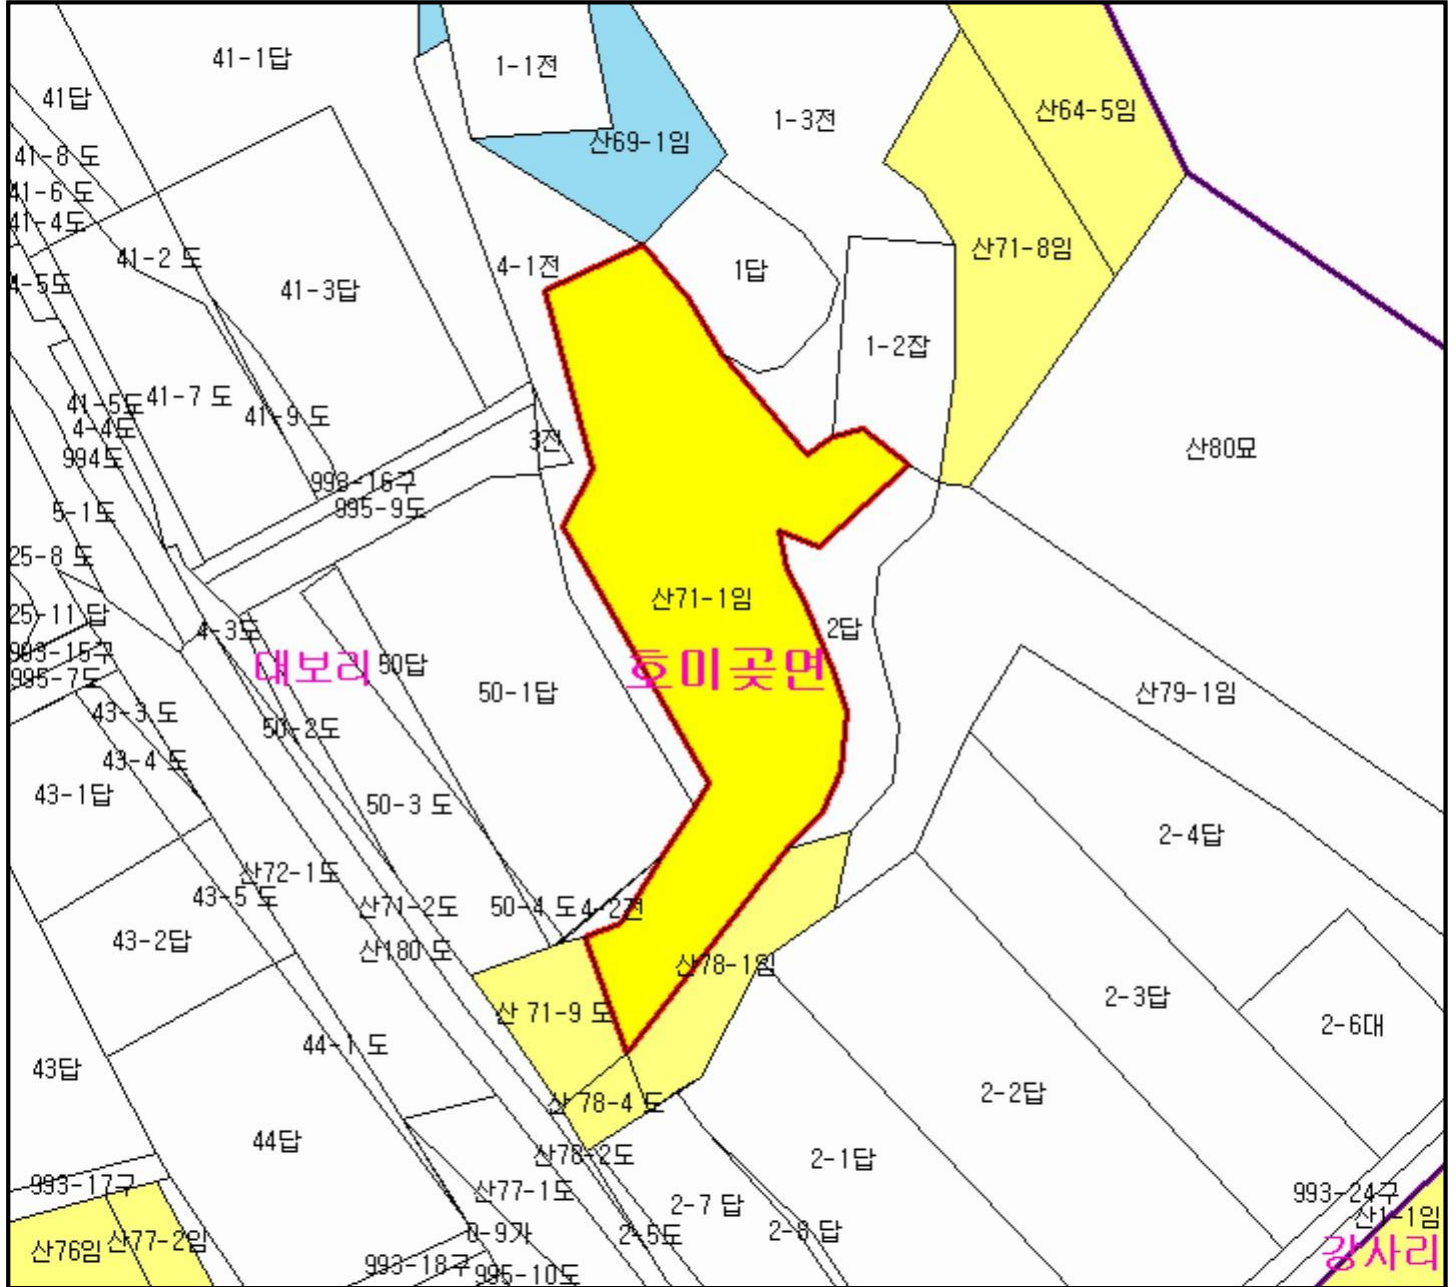 41-1답
1-1전
41답
산64-5임
1-3전
산69-1임
41-8 도
41-6 도
41-4도
41-2 도
산71-8임
4-1전
1답
4-5도
41-3답
1-2잡
41-7 도
41-5도
41-9 도
4-4도
3전
산80묘
994도
998-16구
995-9도
5-1도
25-8 도
산71-1임
25-11 답
4-3도
2답
983-15구
대보리
50답
호미곶면
995-7도
50-1답
산79-1임
43-3 도
50-2도
43-4 도
43-1답
50-3 도
2-4답
산72-1도
43-5 도
산71-2도
50-4 도
4-2전
43-2답
산180 도
산78-1임
2-3답
산 71-9 도
2-6대
44-1 도
43답
2-2답
산 78-4 도
44답
산78-2도
2-1답
993-17구
산77-1도
993-24구
2-7 답
산1-1임
0-9가
2-5도
2-8 답
산76임
산77-2임
강사리
993-18구
995-10도